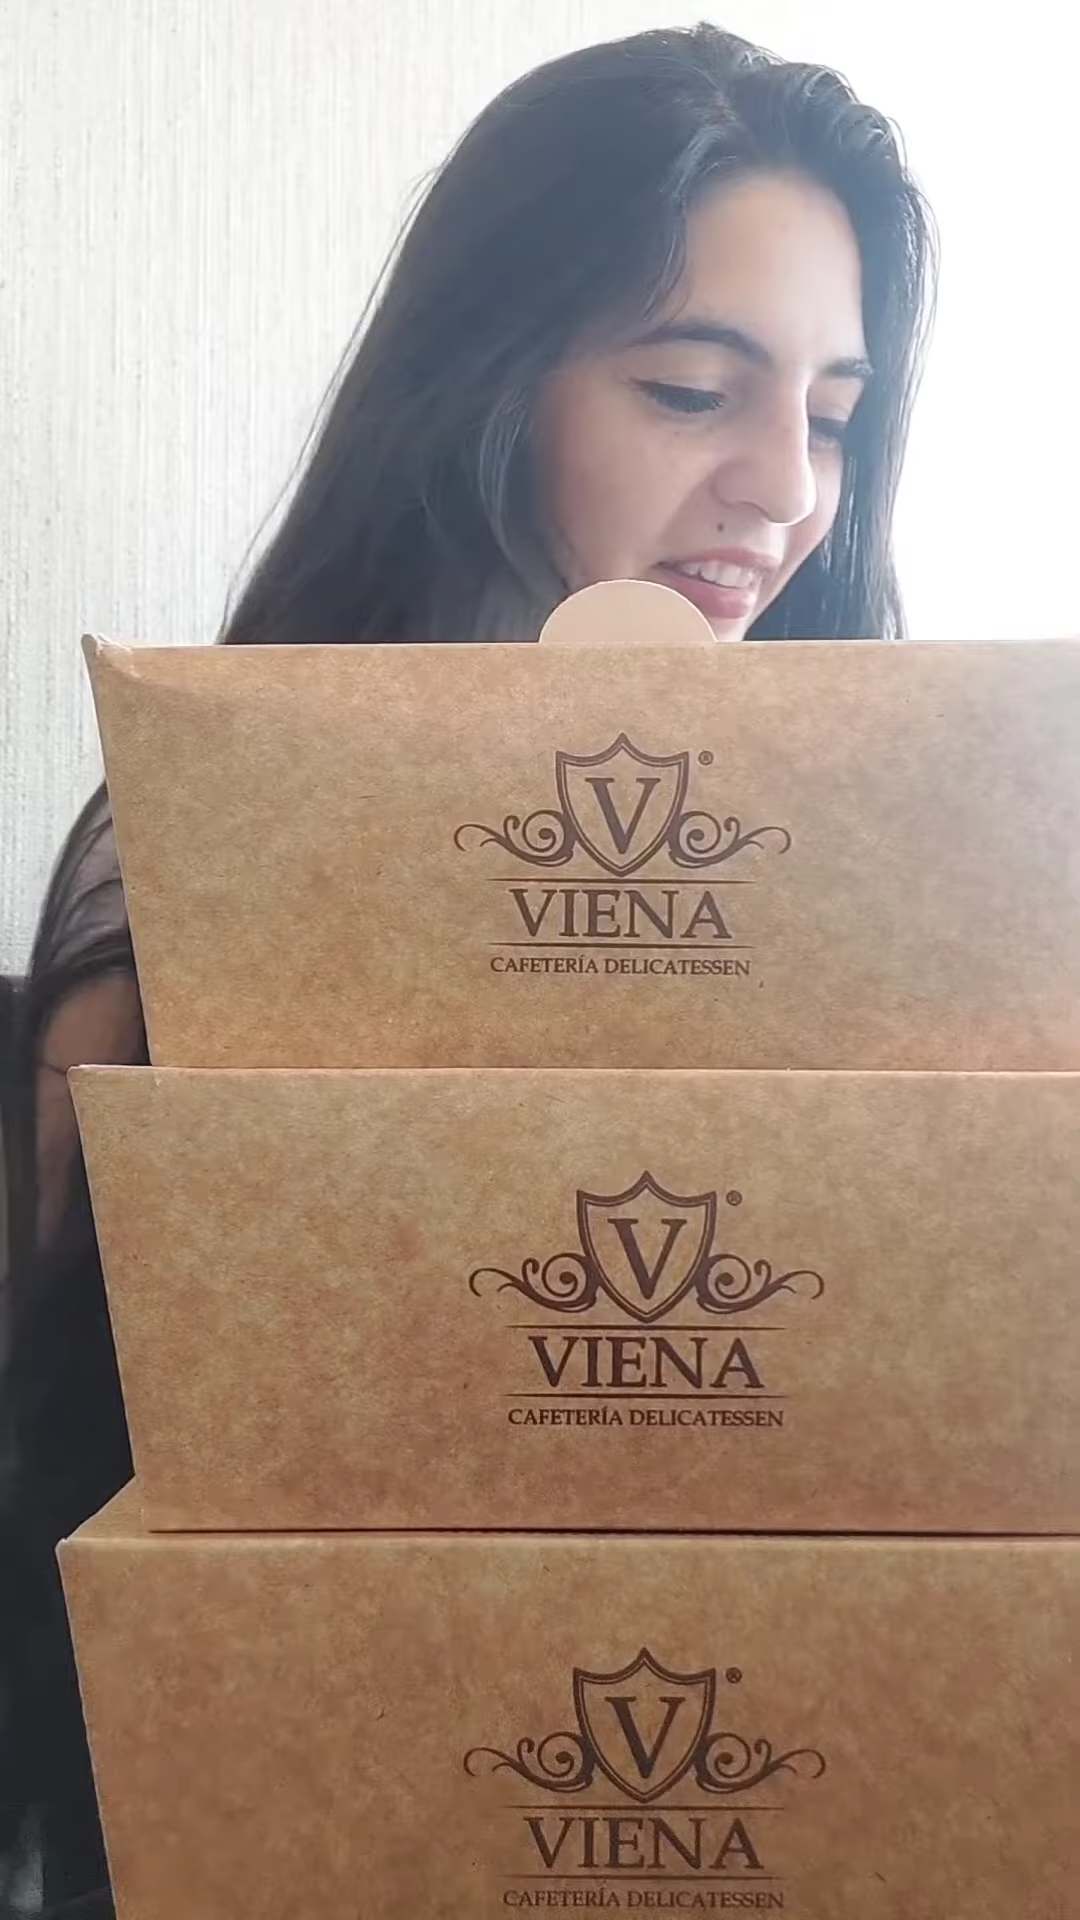 V ®
VIENA
CAFETERÍA DELICATESSEN
V ®
VIENA
CAFETERÍA DELICATESSEN
V ®
VIENA
CAFETERÍA DELICATESSEN